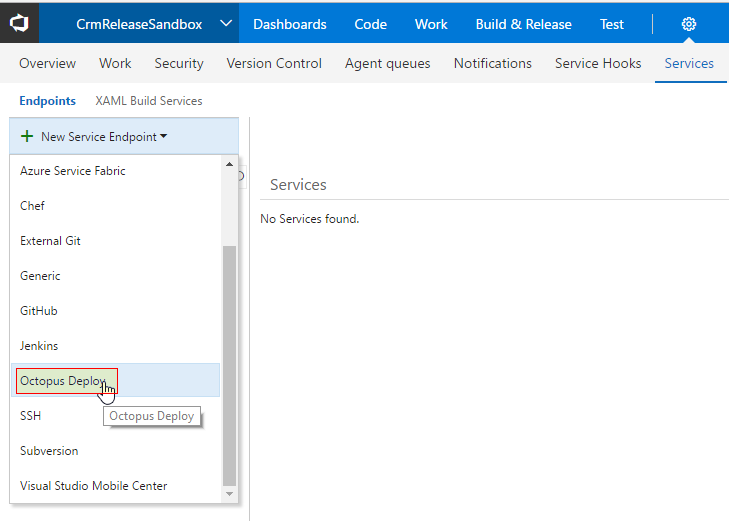 CrmReleaseSandbox Dashboards Code Work Build & Release Test
Overview Work Security Version Control Agent queues Notifications Service Hooks Services
Endpoints XAML Build Services
New Service Endpoint
Azure Service Fabric
Chef
External Git
Generic
GitHub
Jenkins
Octopus Deploy
Octopus Deploy
SSH
Subversion
Visual Studio Mobile Center
Services
No Services found.